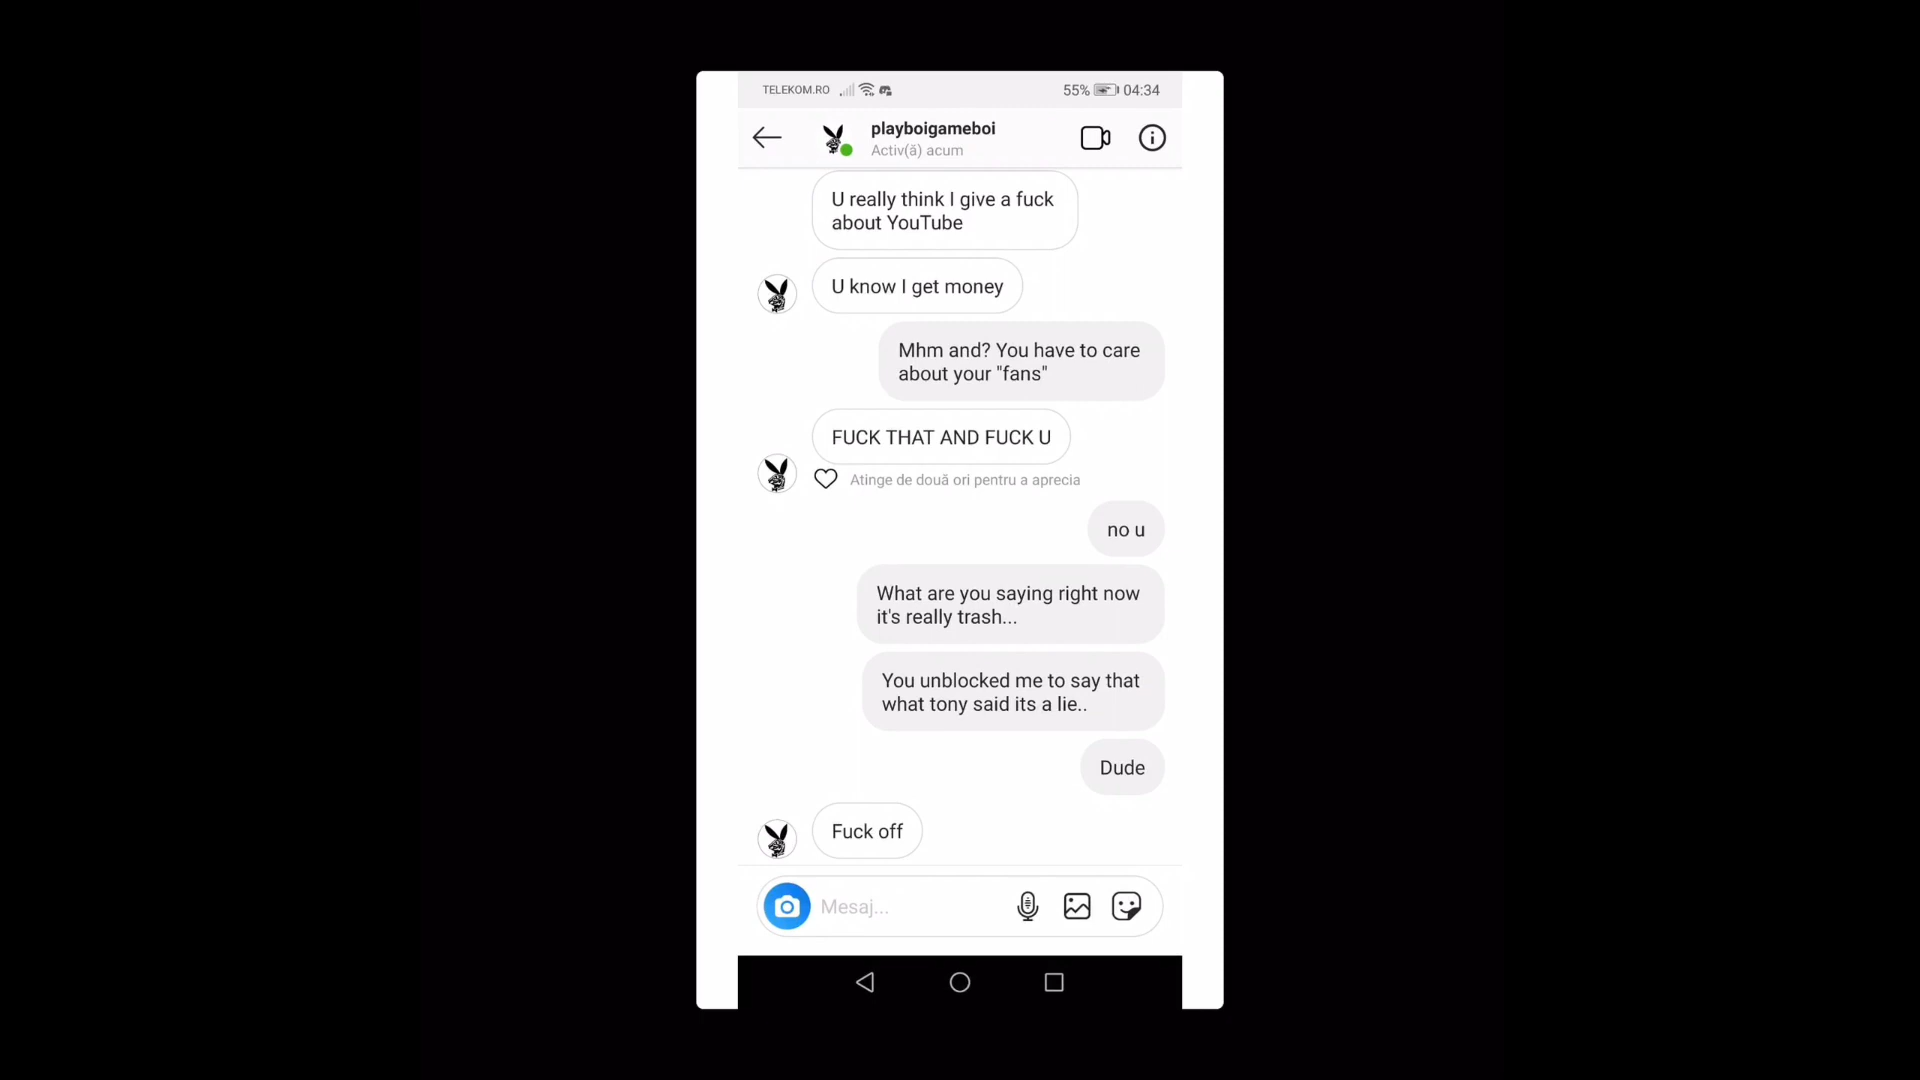 TELEKOM.RO 55% 04:34
playboigameboi
Activ(ă) acum
U really think I give a fuck
about YouTube
U know I get money
Mhm and? You have to care
about your "fans"
FUCK THAT AND FUCK U
Atinge de două ori pentru a aprecia
no u
What are you saying right now
it's really trash...
You unblocked me to say that
what tony said its a lie..
Dude
Fuck off
Mesaj...